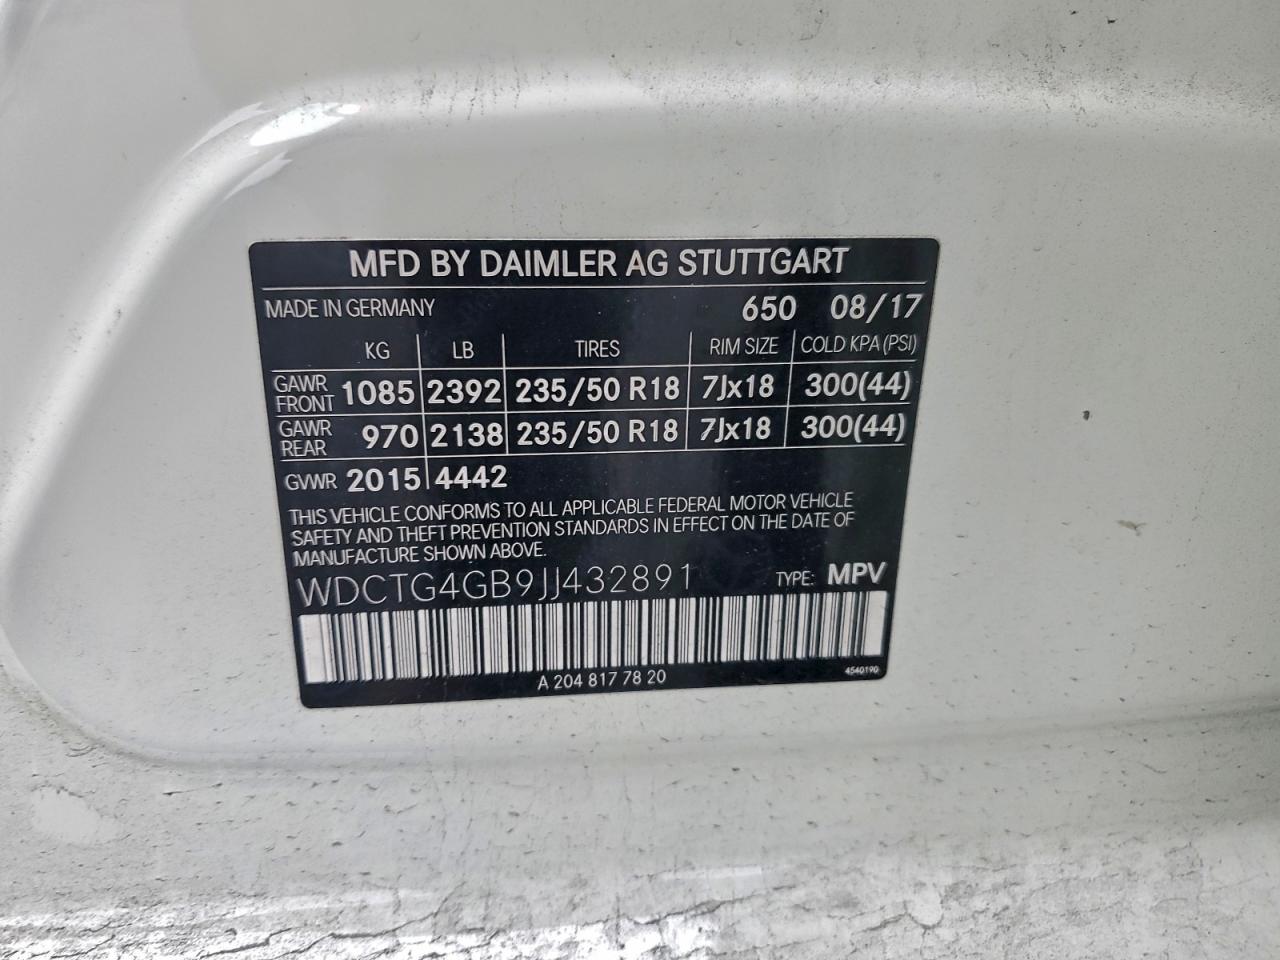 MFD BY DAIMLER AG STUTTGART
MADE IN GERMANY 650 08/17
KG LB TIRES RIM SIZE COLD KPA (PSI)
GAWR FRONT 1085 2392 235/50 R18 7Jx18 300(44)
GAWR REAR 970 2138 235/50 R18 7Jx18 300(44)
GVWR 2015 4442
THIS VEHICLE CONFORMS TO ALL APPLICABLE FEDERAL MOTOR VEHICLE
SAFETY AND THEFT PREVENTION STANDARDS IN EFFECT ON THE DATE OF
MANUFACTURE SHOWN ABOVE.
WDCTG4GB9JJ432891 TYPE: MPV
A 204 817 78 20 4540190